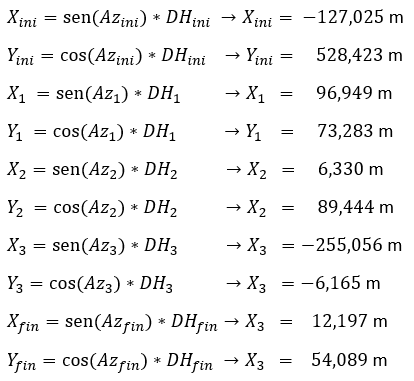 X_ini = sen(Az_ini) * DH_ini → X_ini = −127,025 m
Y_ini = cos(Az_ini) * DH_ini → Y_ini = 528,423 m
X_1 = sen(Az_1) * DH_1 → X_1 = 96,949 m
Y_1 = cos(Az_1) * DH_1 → Y_1 = 73,283 m
X_2 = sen(Az_2) * DH_2 → X_2 = 6,330 m
Y_2 = cos(Az_2) * DH_2 → X_2 = 89,444 m
X_3 = sen(Az_3) * DH_3 → X_3 = −255,056 m
Y_3 = cos(Az_3) * DH_3 → X_3 = −6,165 m
X_fin = sen(Az_fin) * DH_fin → X_3 = 12,197 m
Y_fin = cos(Az_fin) * DH_fin → X_3 = 54,089 m